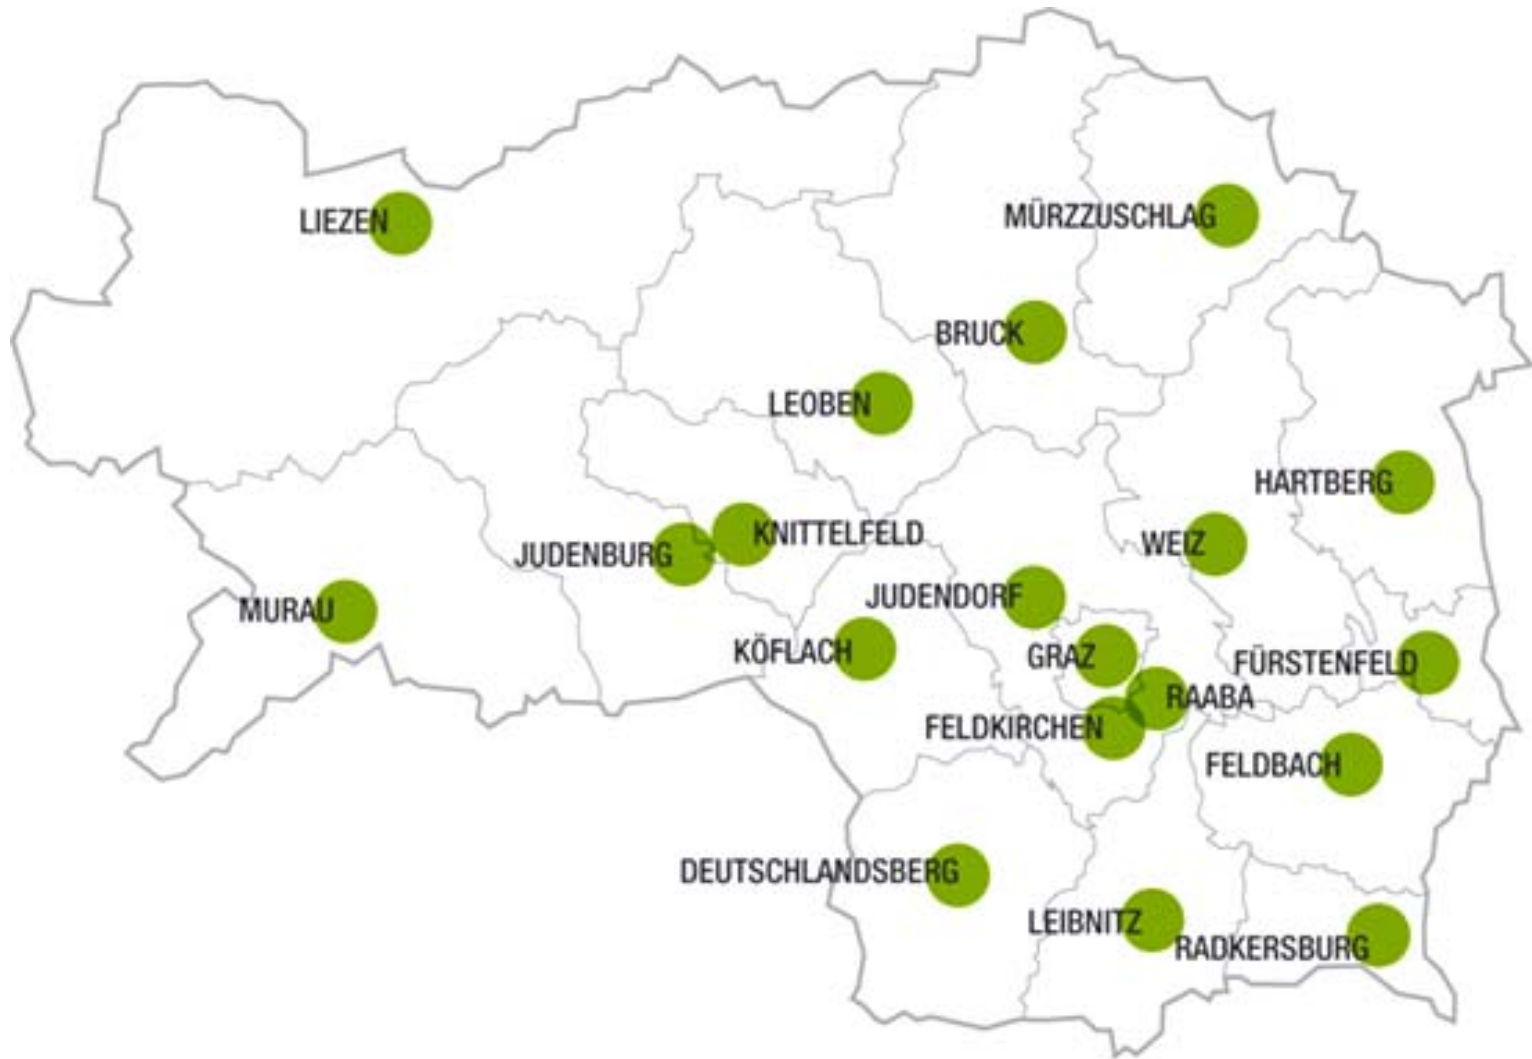 LIEZEN
MÜRZZUSCHLAG
BRUCK
LEOBEN
HARTBERG
KNITTELFELD
JUDENBURG
WEIZ
JUDENDORF
MURAU
KÖFLACH
GRAZ
FÜRSTENFELD
RAABA
FELDKIRCHEN
FELDBACH
DEUTSCHLANDSBERG
LEIBNITZ
RADKERSBURG